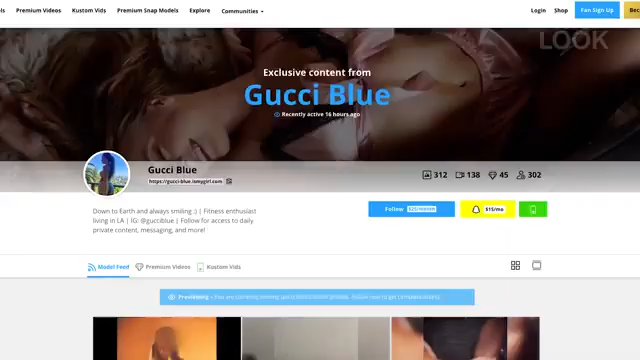 Premium Videos Kustom Vids Premium Snap Models Explore Communities Login Shop Fan Sign Up
LOOK
Exclusive content from
Gucci Blue
Recently active 16 hours ago
Gucci Blue
312 138 45 302
https://gucci-blue.ismygirl.com
Down to Earth and always smiling ;) | Fitness enthusiast
living in LA | IG: @gucciblue | Follow for access to daily
private content, messaging, and more!
Follow $25/month $15/mo
Model Feed Premium Videos Kustom Vids